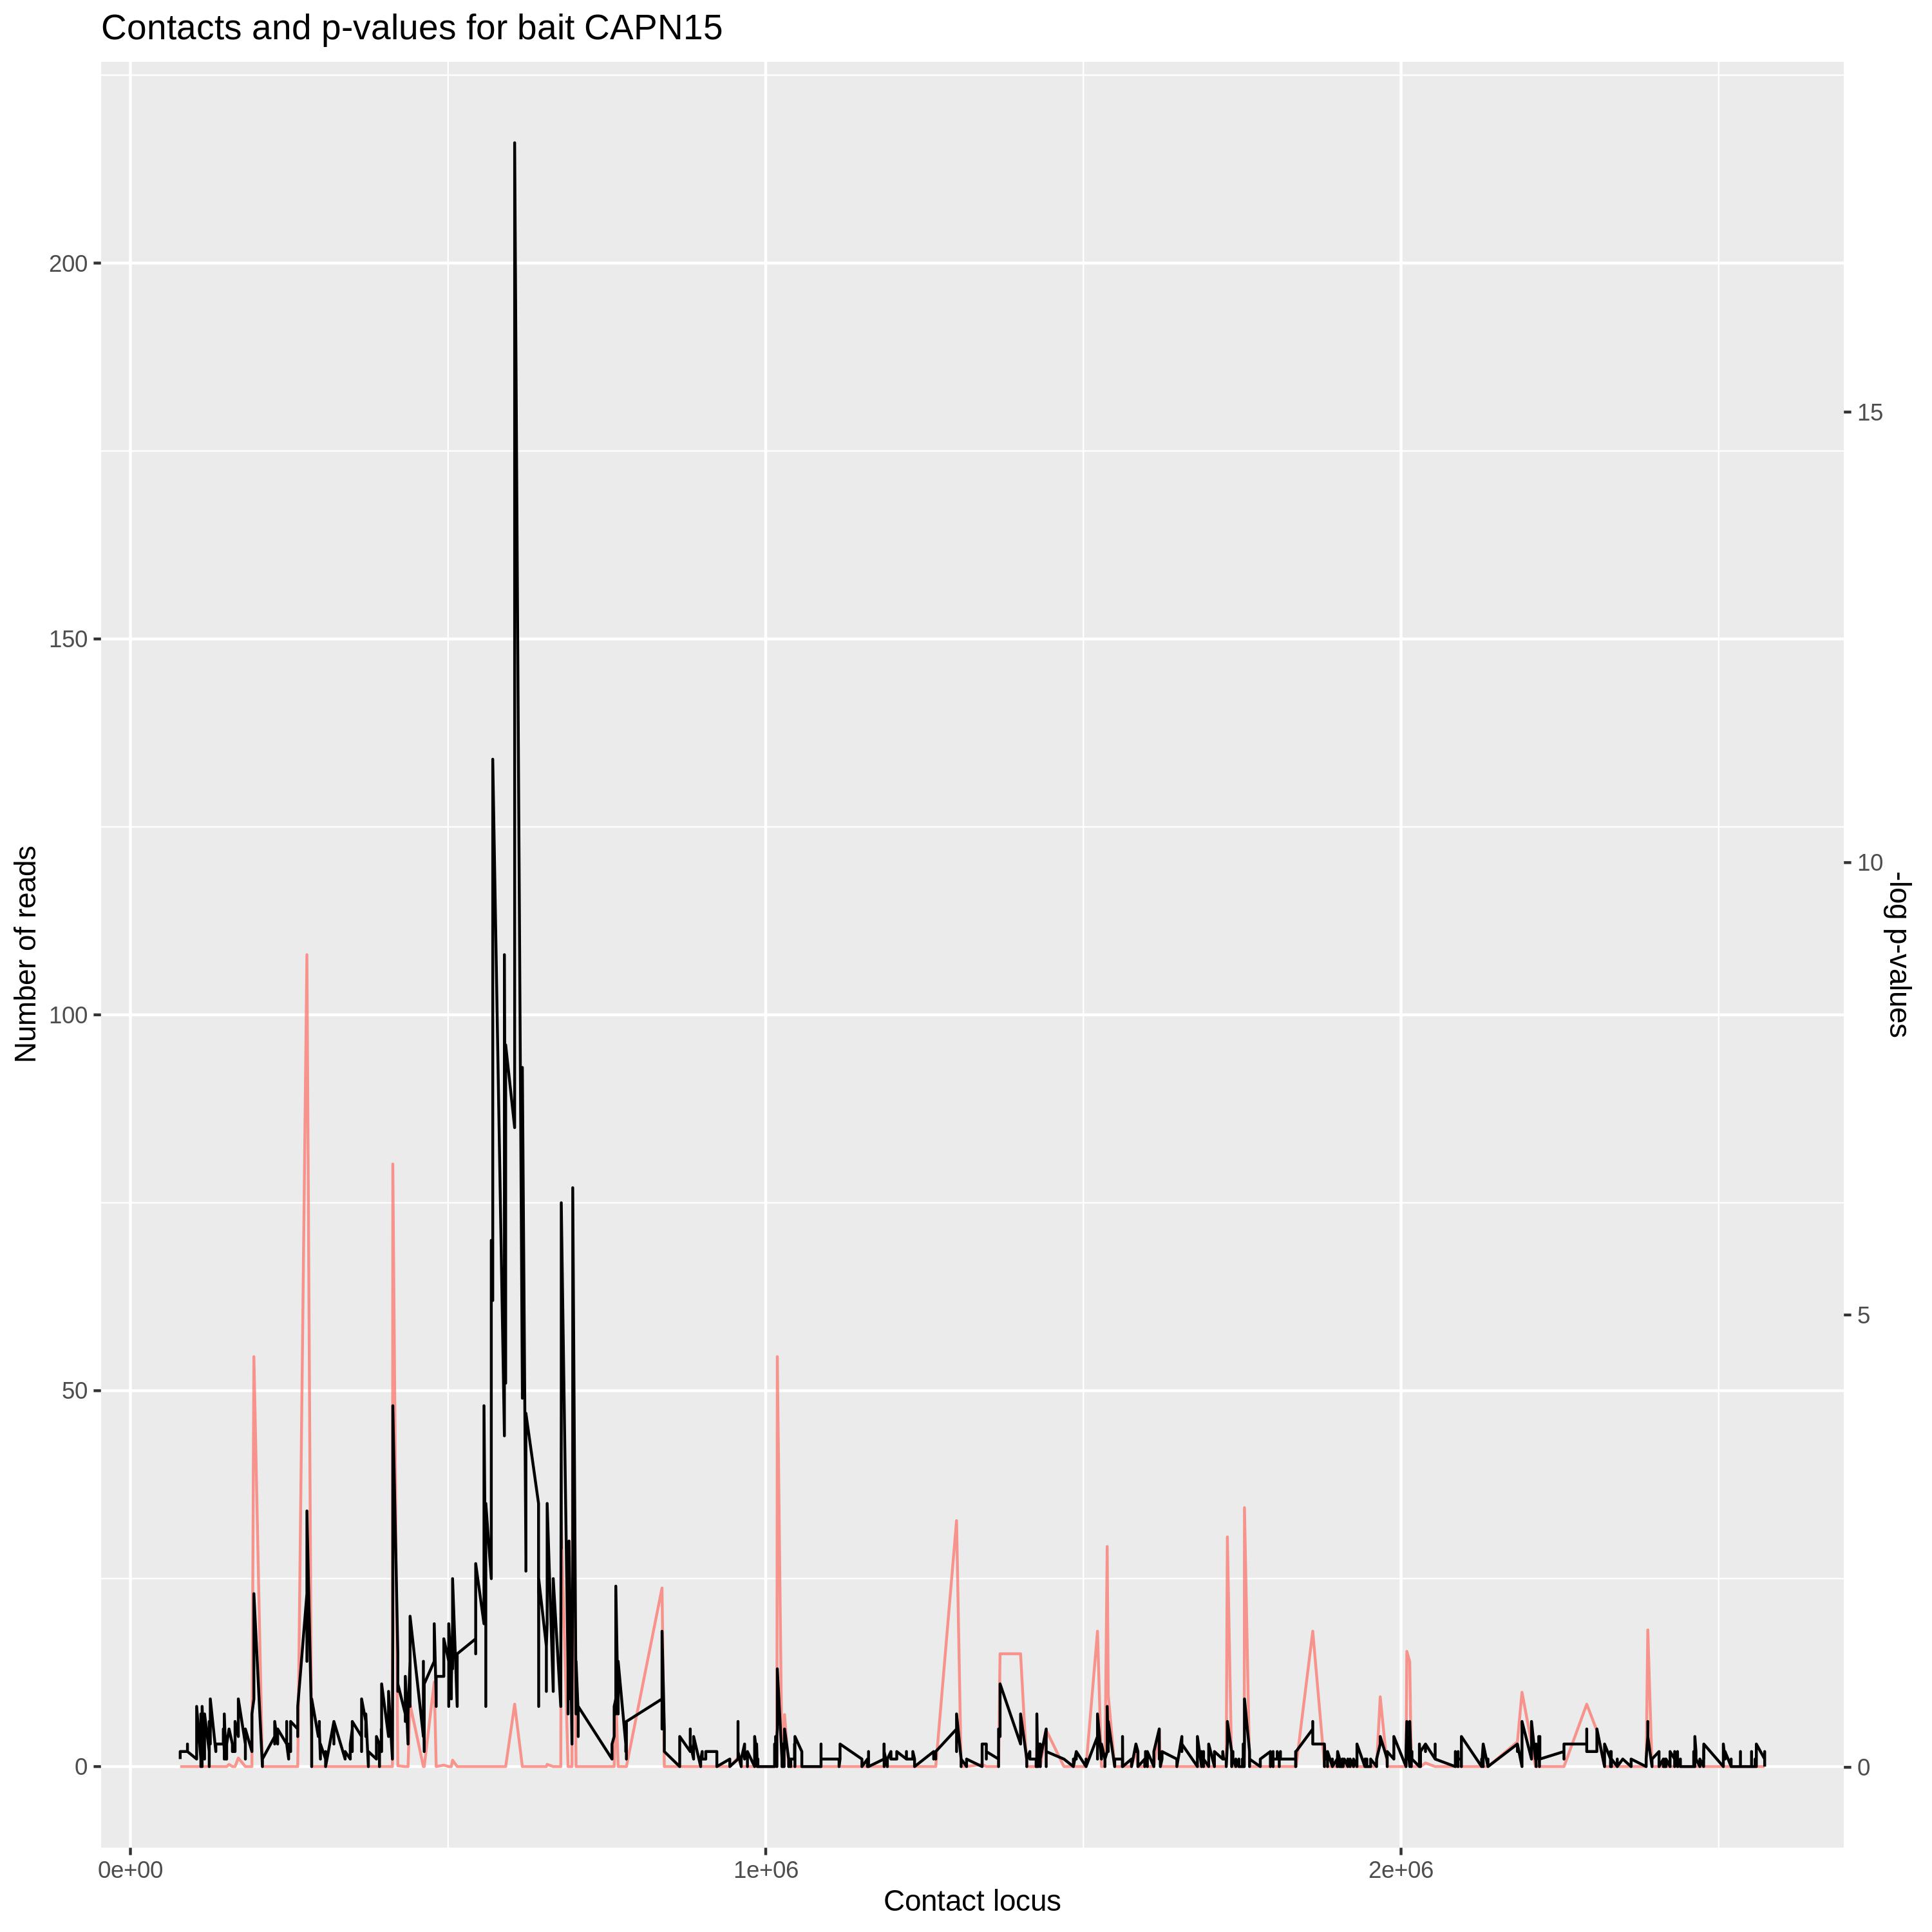 Contacts and p-values for bait CAPN15
200
150
100
50
0
Number of reads
15
10
5
0
-log p-values
0e+00
1e+06
2e+06
Contact locus